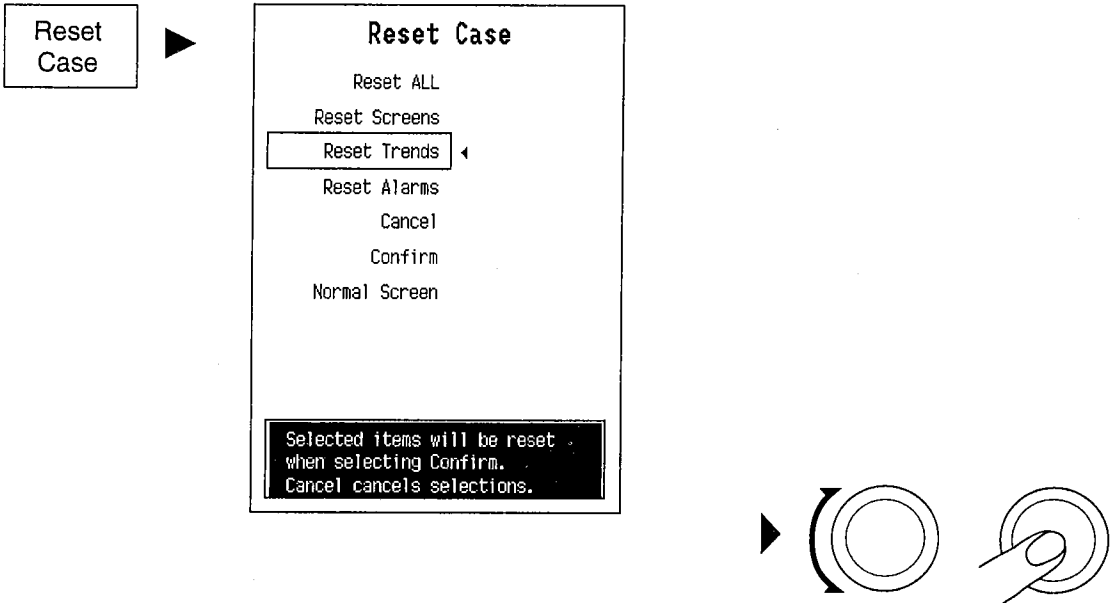 Reset
Case
Reset Case
Reset ALL
Reset Screens
Reset Trends
Reset Alarms
Cancel
Confirm
Normal Screen
Selected items will be reset
when selecting Confirm.
Cancel cancels selections.